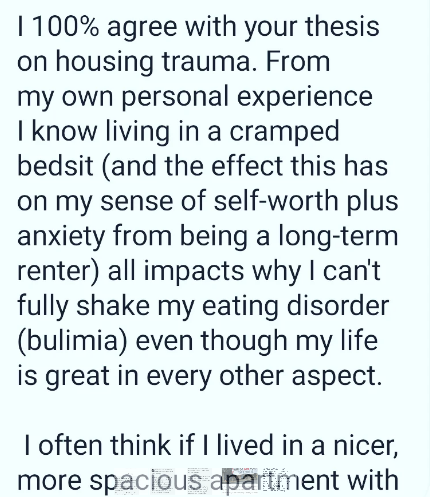 I 100% agree with your thesis
on housing trauma. From
my own personal experience
I know living in a cramped
bedsit (and the effect this has
on my sense of self-worth plus
anxiety from being a long-term
renter) all impacts why I can't
fully shake my eating disorder
(bulimia) even though my life
is great in every other aspect.
I often think if I lived in a nicer,
more spacious apartment with